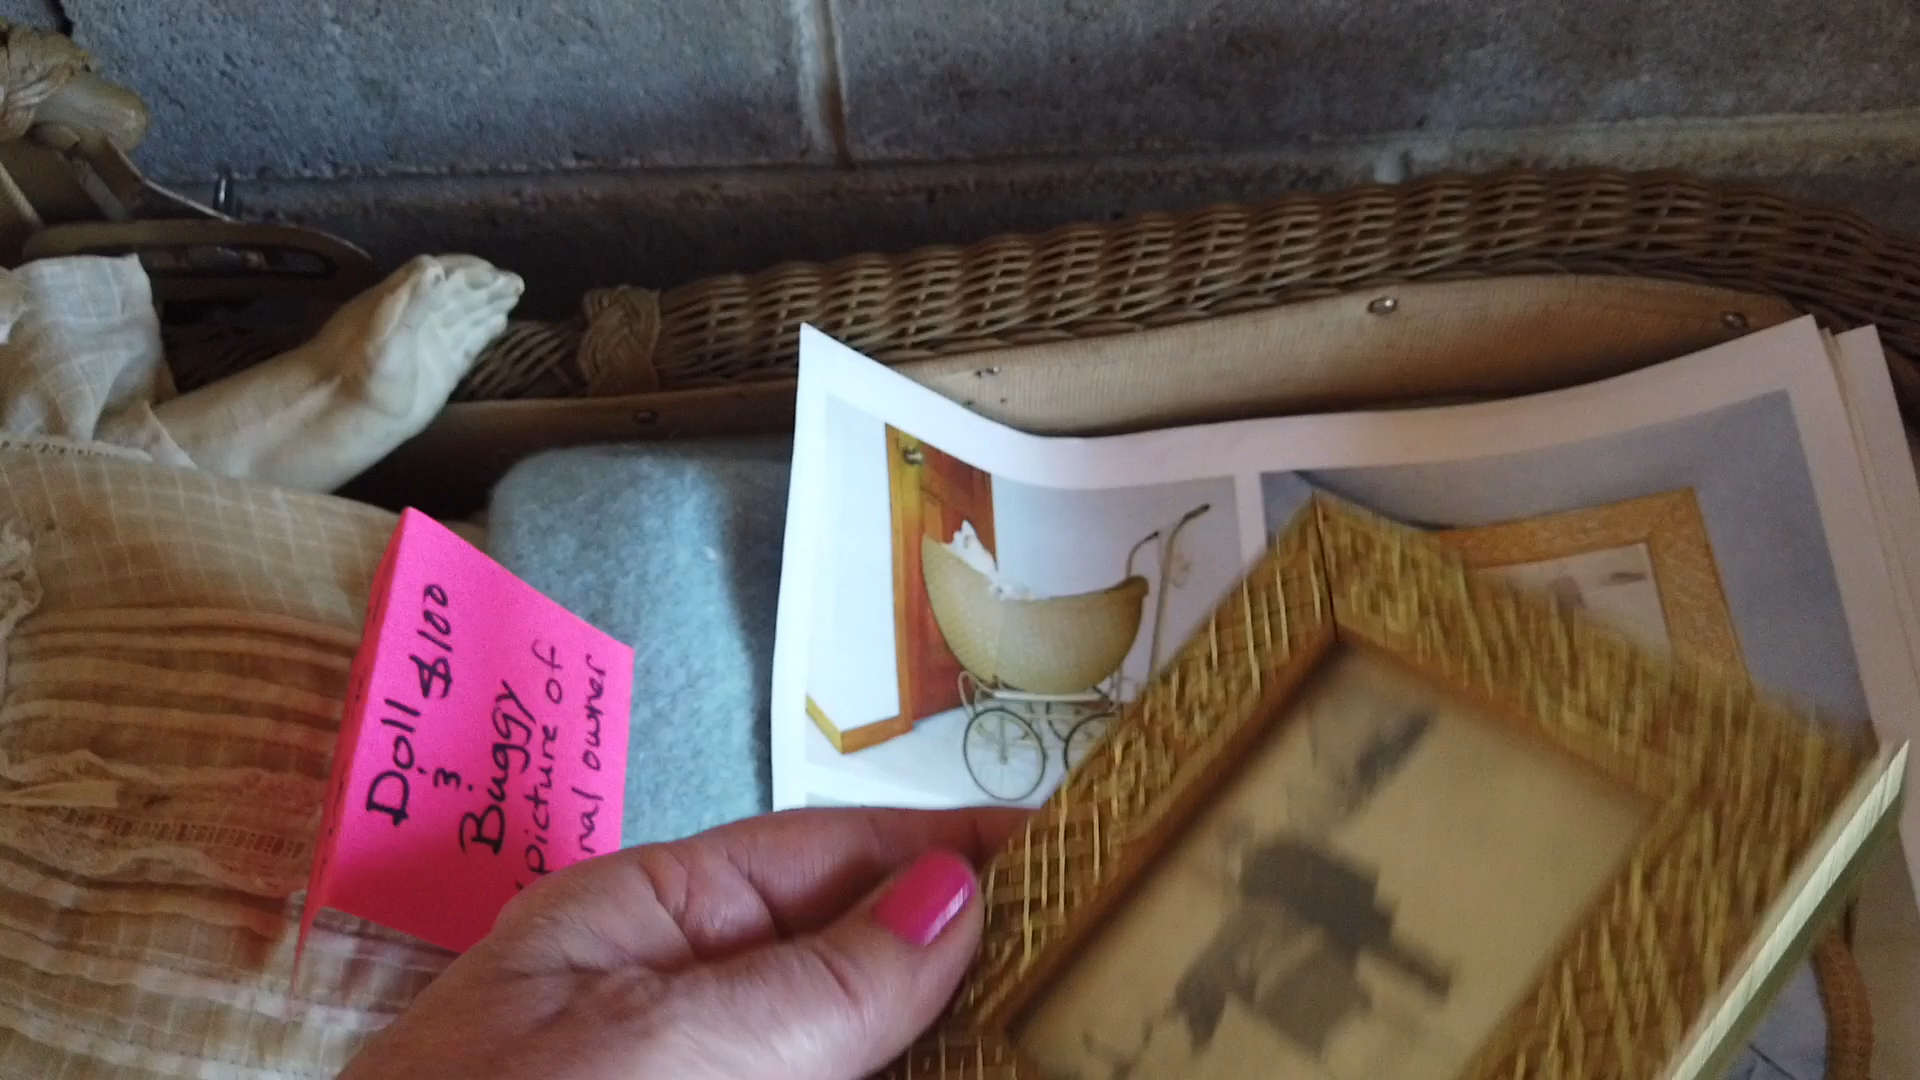 Doll $100
&
Buggy
picture of
nal owner